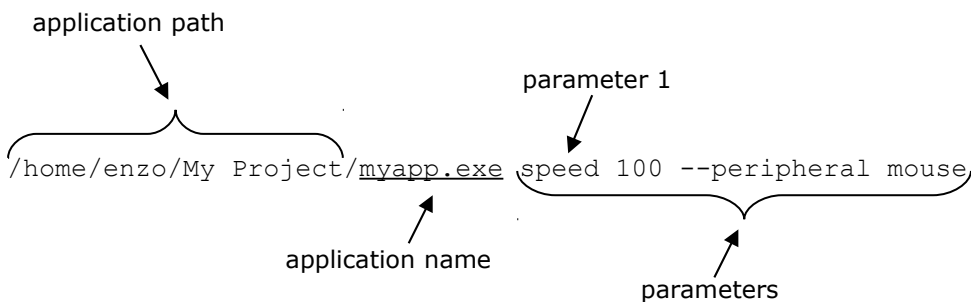 application path
parameter 1
/home/enzo/My Project/myapp.exe speed 100 --peripheral mouse
application name
parameters